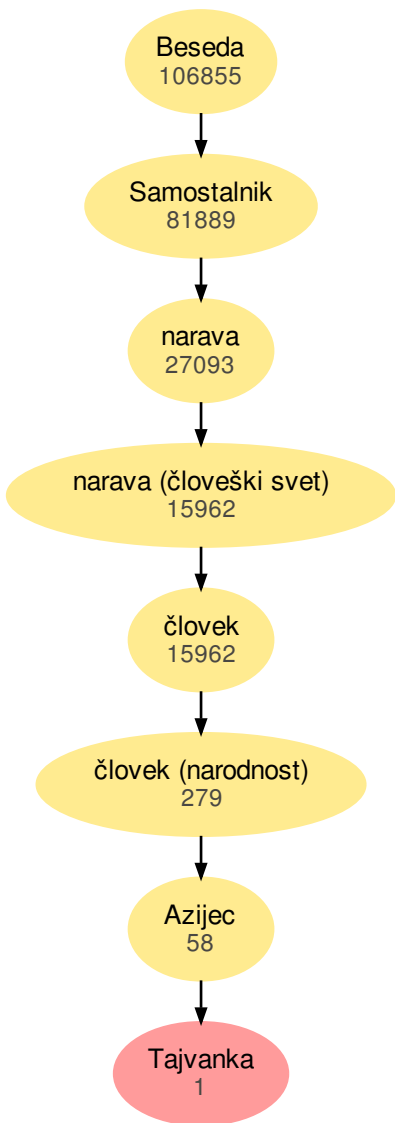 Beseda
106855
Samostalnik
81889
narava
27093
narava (človeški svet)
15962
človek
15962
človek (narodnost)
279
Azijec
58
Tajvanka
1